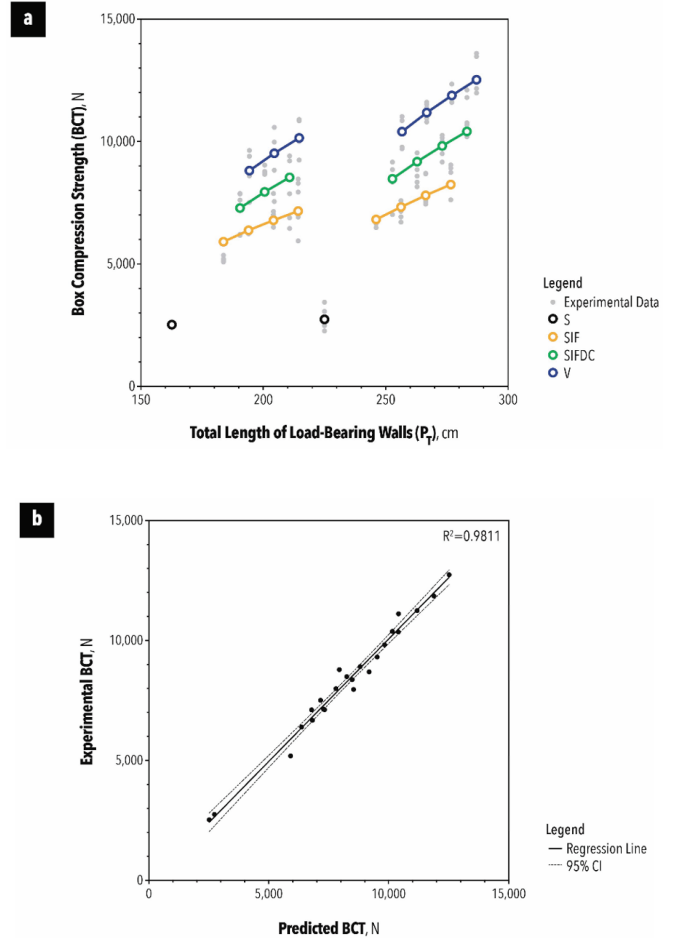 a
15,000
10,000
5,000
0
Box Compression Strength (BCT), N
150
200
250
300
Total Length of Load-Bearing Walls (PT), cm
Legend
Experimental Data
S
SIF
SIFDC
V
b
15,000
10,000
5,000
0
Experimental BCT, N
R²=0.9811
0
5,000
10,000
15,000
Predicted BCT, N
Legend
Regression Line
95% CI